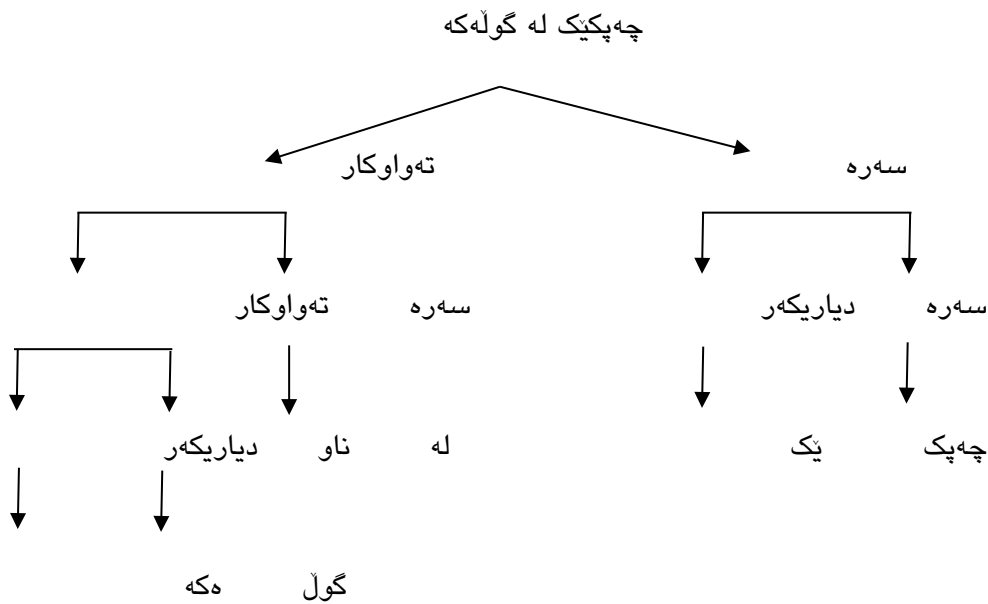 چەپکێک لە گوڵەکە
سەرە تەواوکار
سەرە دیاریکەر سەرە تەواوکار
چەپک ێک لە ناو دیاریکەر
گوڵ ەکە